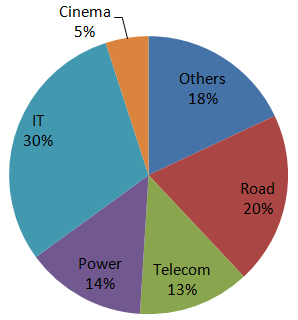 Cinema
5%
Others
18%
IT
30%
Road
20%
Power
14%
Telecom
13%